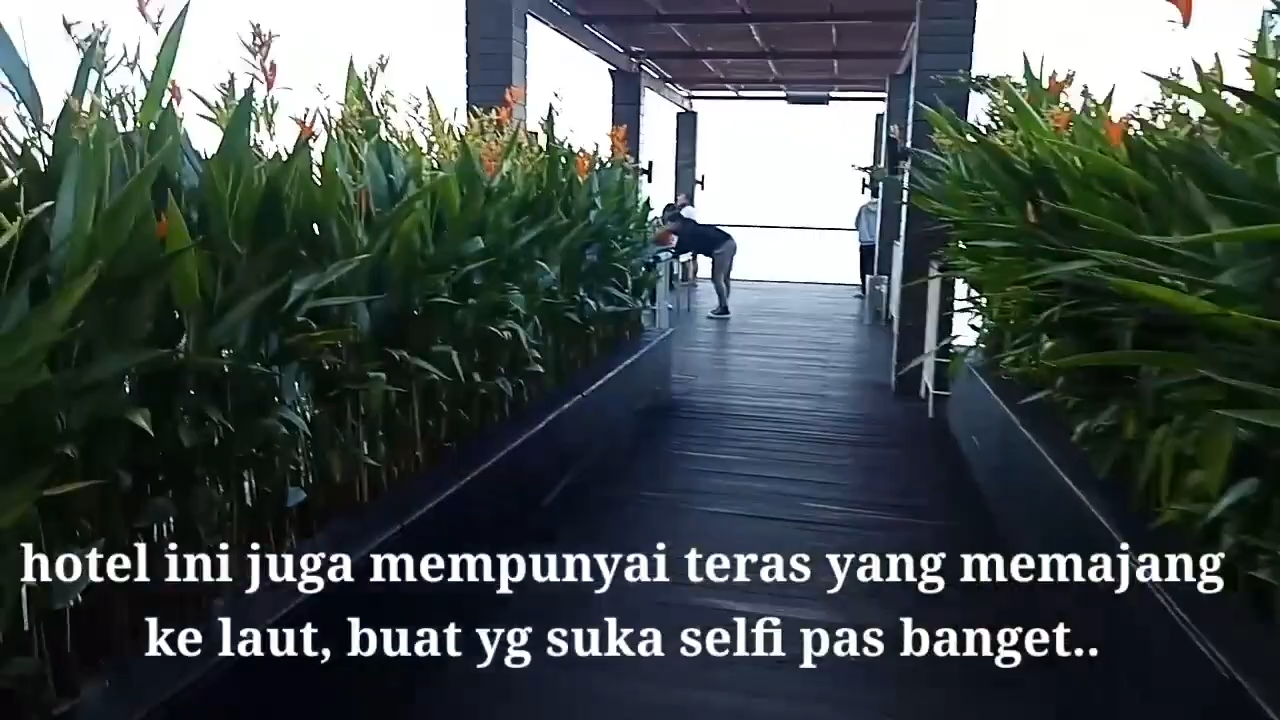 hotel ini juga mempunyai teras yang memajang
ke laut, buat yg suka selfi pas banget..